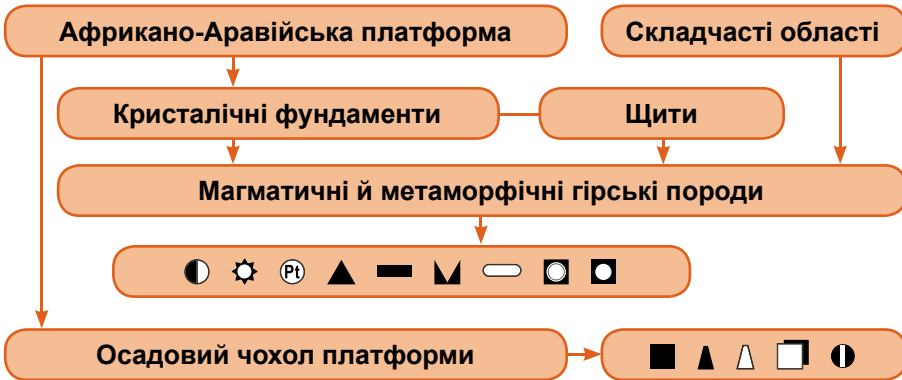 Африкано-Аравійська платформа
Складчасті області
Кристалічні фундаменти
Щити
Магматичні й метаморфічні гірські породи
Pt
Осадовий чохол платформи